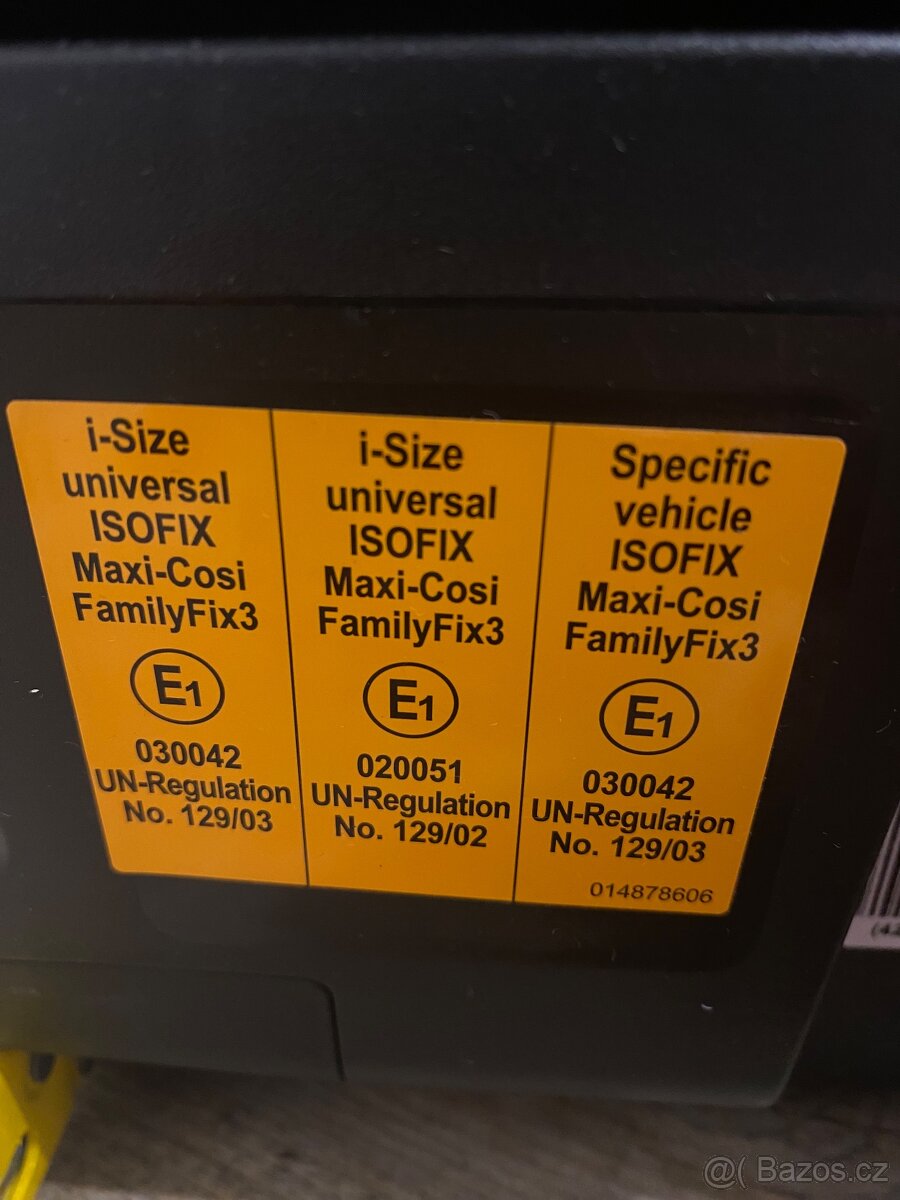 i-Size
universal
ISOFIX
Maxi-Cosi
FamilyFix3
E1
030042
UN-Regulation
No. 129/03
i-Size
universal
ISOFIX
Maxi-Cosi
FamilyFix3
E1
020051
UN-Regulation
No. 129/02
Specific
vehicle
ISOFIX
Maxi-Cosi
FamilyFix3
E1
030042
UN-Regulation
No. 129/03
014878606
@( Bazos.cz